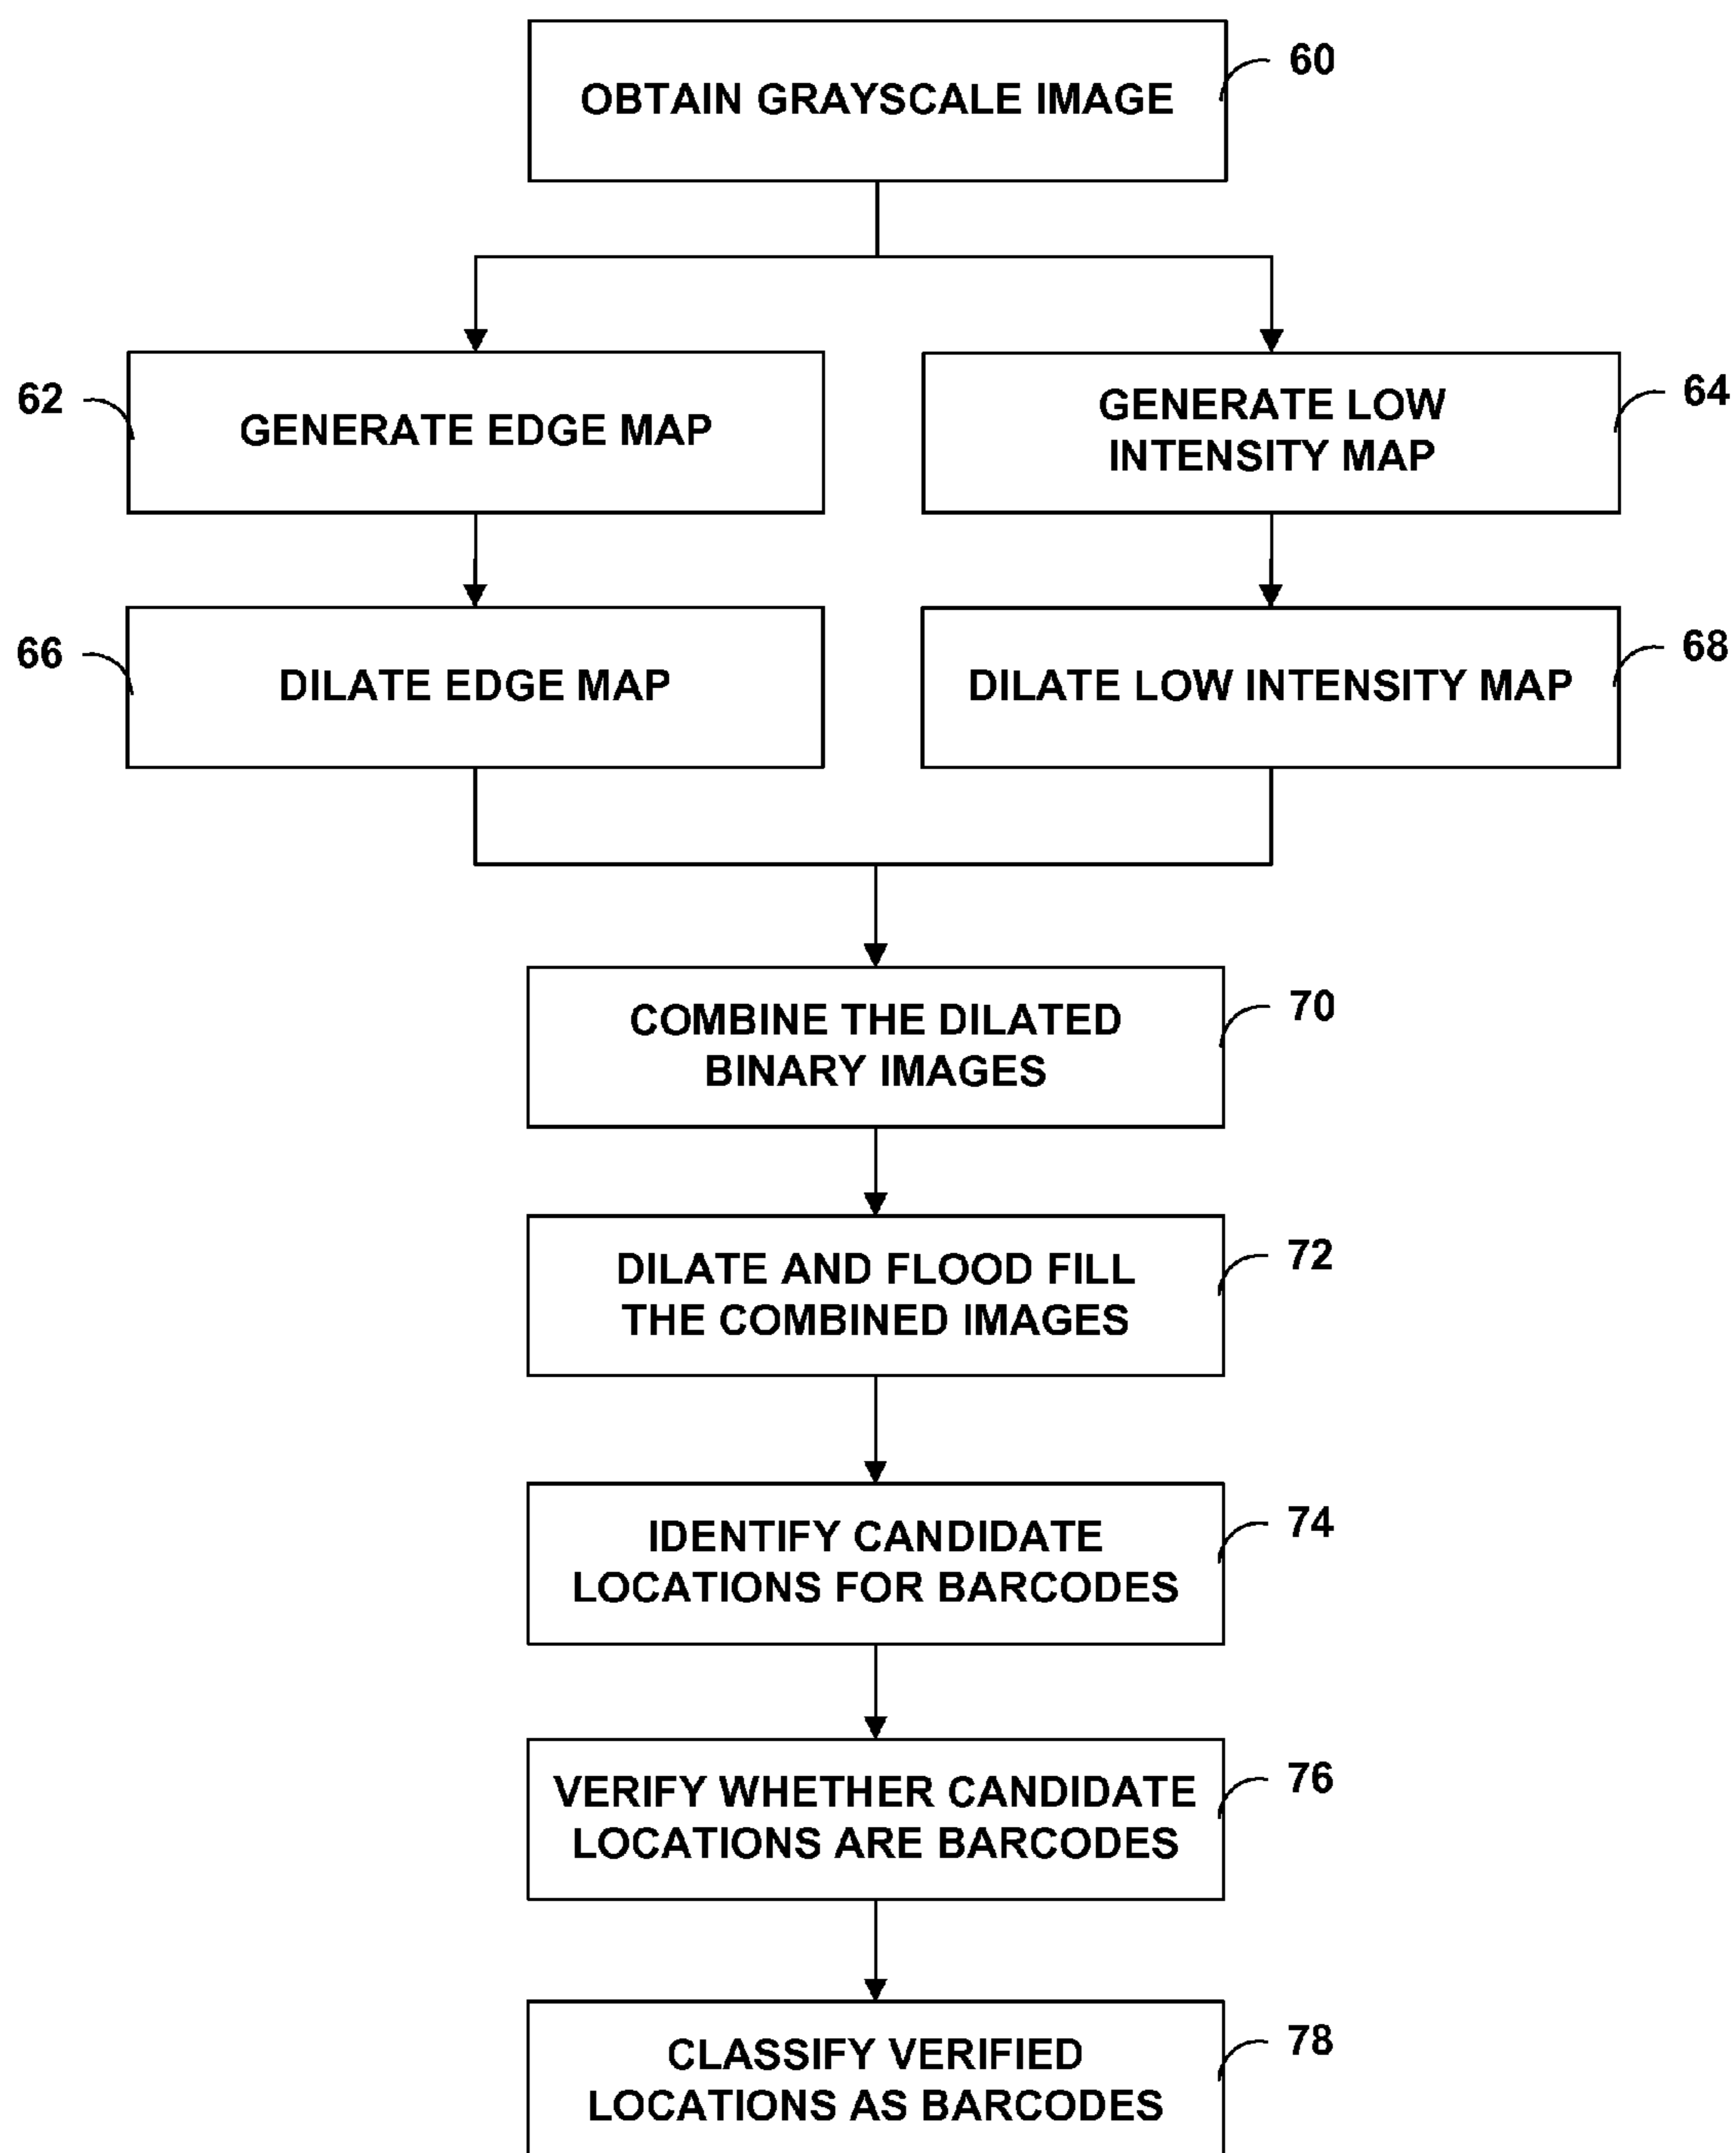 OBTAIN GRAYSCALE IMAGE
60
62
GENERATE EDGE MAP
GENERATE LOW
INTENSITY MAP
64
66
DILATE EDGE MAP
DILATE LOW INTENSITY MAP
68
COMBINE THE DILATED
BINARY IMAGES
70
DILATE AND FLOOD FILL
THE COMBINED IMAGES
72
IDENTIFY CANDIDATE
LOCATIONS FOR BARCODES
74
VERIFY WHETHER CANDIDATE
LOCATIONS ARE BARCODES
76
CLASSIFY VERIFIED
LOCATIONS AS BARCODES
78